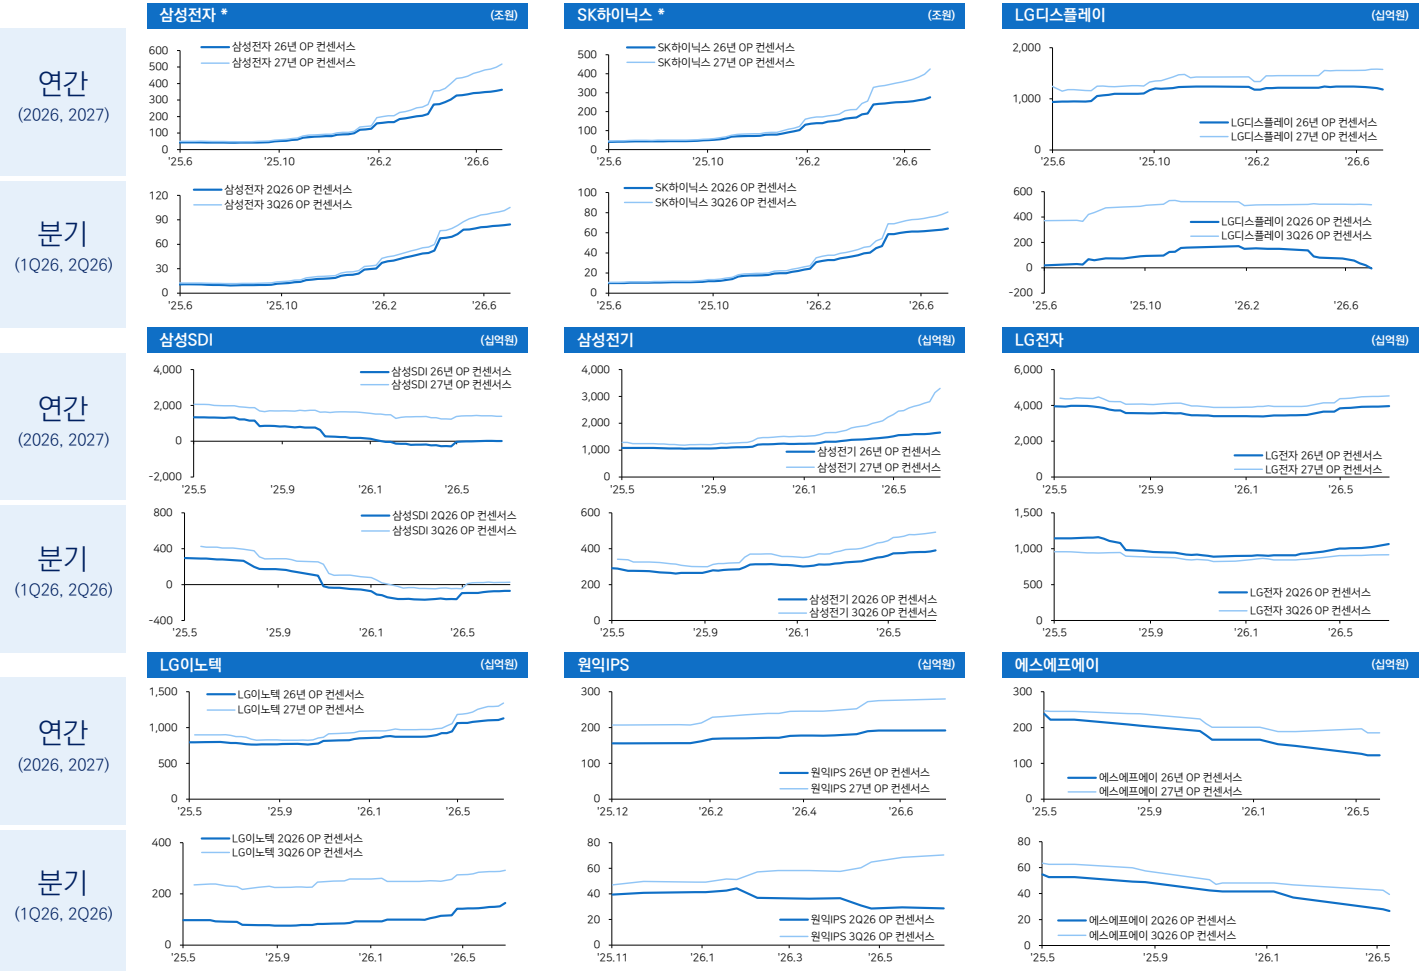 삼성전자 * (조원)
SK하이닉스 * (조원)
LG디스플레이 (십억원)
연간
(2026, 2027)
삼성전자 26년 OP 컨센서스
삼성전자 27년 OP 컨센서스
600
500
400
300
200
100
0
'25.6 '25.10 '26.2 '26.6
SK하이닉스 26년 OP 컨센서스
SK하이닉스 27년 OP 컨센서스
500
400
300
200
100
0
'25.6 '25.10 '26.2 '26.6
2,000
1,000
0
LG디스플레이 26년 OP 컨센서스
LG디스플레이 27년 OP 컨센서스
'25.6 '25.10 '26.2 '26.6
분기
(1Q26, 2Q26)
삼성전자 2Q26 OP 컨센서스
삼성전자 3Q26 OP 컨센서스
120
90
60
30
0
'25.6 '25.10 '26.2 '26.6
SK하이닉스 2Q26 OP 컨센서스
SK하이닉스 3Q26 OP 컨센서스
100
80
60
40
20
0
'25.6 '25.10 '26.2 '26.6
600
400
200
0
-200
LG디스플레이 2Q26 OP 컨센서스
LG디스플레이 3Q26 OP 컨센서스
'25.6 '25.10 '26.2 '26.6
삼성SDI (십억원)
삼성전기 (십억원)
LG전자 (십억원)
연간
(2026, 2027)
삼성SDI 26년 OP 컨센서스
삼성SDI 27년 OP 컨센서스
4,000
2,000
0
-2,000
'25.5 '25.9 '26.1 '26.5
4,000
3,000
2,000
1,000
0
삼성전기 26년 OP 컨센서스
삼성전기 27년 OP 컨센서스
'25.5 '25.9 '26.1 '26.5
6,000
4,000
2,000
0
LG전자 26년 OP 컨센서스
LG전자 27년 OP 컨센서스
'25.5 '25.9 '26.1 '26.5
분기
(1Q26, 2Q26)
삼성SDI 2Q26 OP 컨센서스
삼성SDI 3Q26 OP 컨센서스
800
400
0
-400
'25.5 '25.9 '26.1 '26.5
600
400
200
0
삼성전기 2Q26 OP 컨센서스
삼성전기 3Q26 OP 컨센서스
'25.5 '25.9 '26.1 '26.5
1,500
1,000
500
0
LG전자 2Q26 OP 컨센서스
LG전자 3Q26 OP 컨센서스
'25.5 '25.9 '26.1 '26.5
LG이노텍 (십억원)
원익IPS (십억원)
에스에프에이 (십억원)
연간
(2026, 2027)
LG이노텍 26년 OP 컨센서스
LG이노텍 27년 OP 컨센서스
1,500
1,000
500
0
'25.5 '25.9 '26.1 '26.5
300
200
100
0
원익IPS 26년 OP 컨센서스
원익IPS 27년 OP 컨센서스
'25.12 '26.2 '26.4 '26.6
300
200
100
0
에스에프에이 26년 OP 컨센서스
에스에프에이 27년 OP 컨센서스
'25.5 '25.9 '26.1 '26.5
분기
(1Q26, 2Q26)
LG이노텍 2Q26 OP 컨센서스
LG이노텍 3Q26 OP 컨센서스
400
200
0
'25.5 '25.9 '26.1 '26.5
80
60
40
20
0
원익IPS 2Q26 OP 컨센서스
원익IPS 3Q26 OP 컨센서스
'25.11 '26.1 '26.3 '26.5
80
60
40
20
0
에스에프에이 2Q26 OP 컨센서스
에스에프에이 3Q26 OP 컨센서스
'25.5 '25.9 '26.1 '26.5